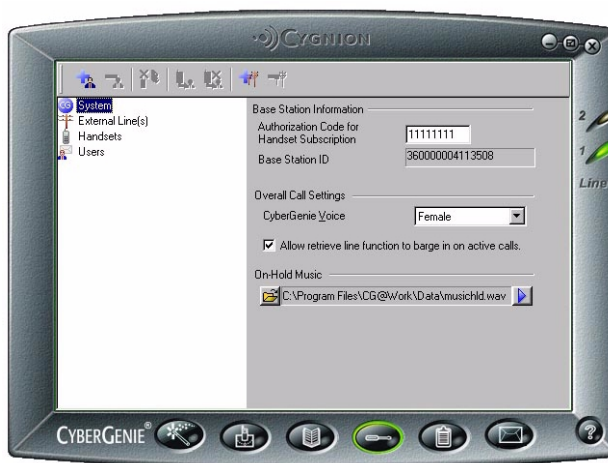 CYGNION
System
External Line(s)
Handsets
Users
Base Station Information
Authorization Code for
Handset Subscription
11111111
Base Station ID
360000004113508
Overall Call Settings
CyberGenie Voice
Female
Allow retrieve line function to barge in on active calls.
On-Hold Music
C:\Program Files\CG@Work\Data\musichld.wav
2
1
Line
CYBERGENIE®
?